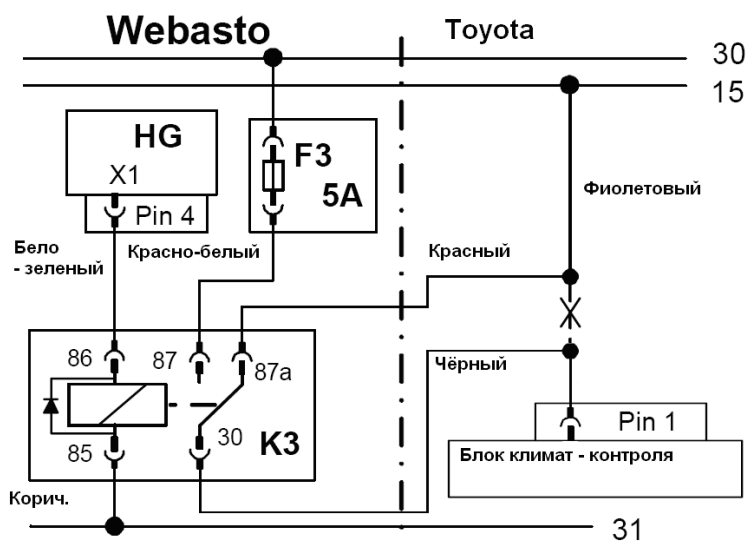 Webasto
Toyota
30
15
HG
X1
Pin 4
F3
5A
Фиолетовый
Бело
- зеленый
Красно-белый
Красный
86
87
87a
Чёрный
85
30
K3
Pin 1
Блок климат - контроля
Корич.
31